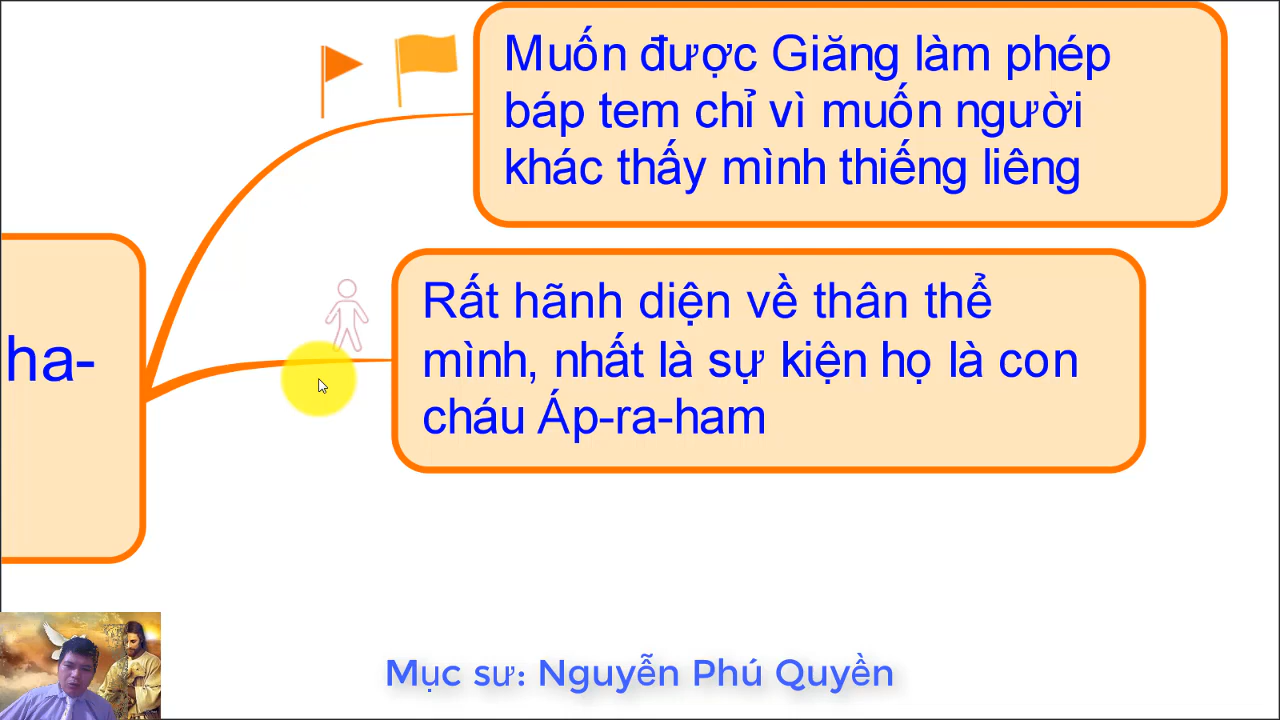 Muốn được Giăng làm phép
báp tem chỉ vì muốn người
khác thấy mình thiếng liêng
Rất hãnh diện về thân thể
mình, nhất là sự kiện họ là con
cháu Áp-ra-ham
ha-
Mục sư: Nguyễn Phú Quyền